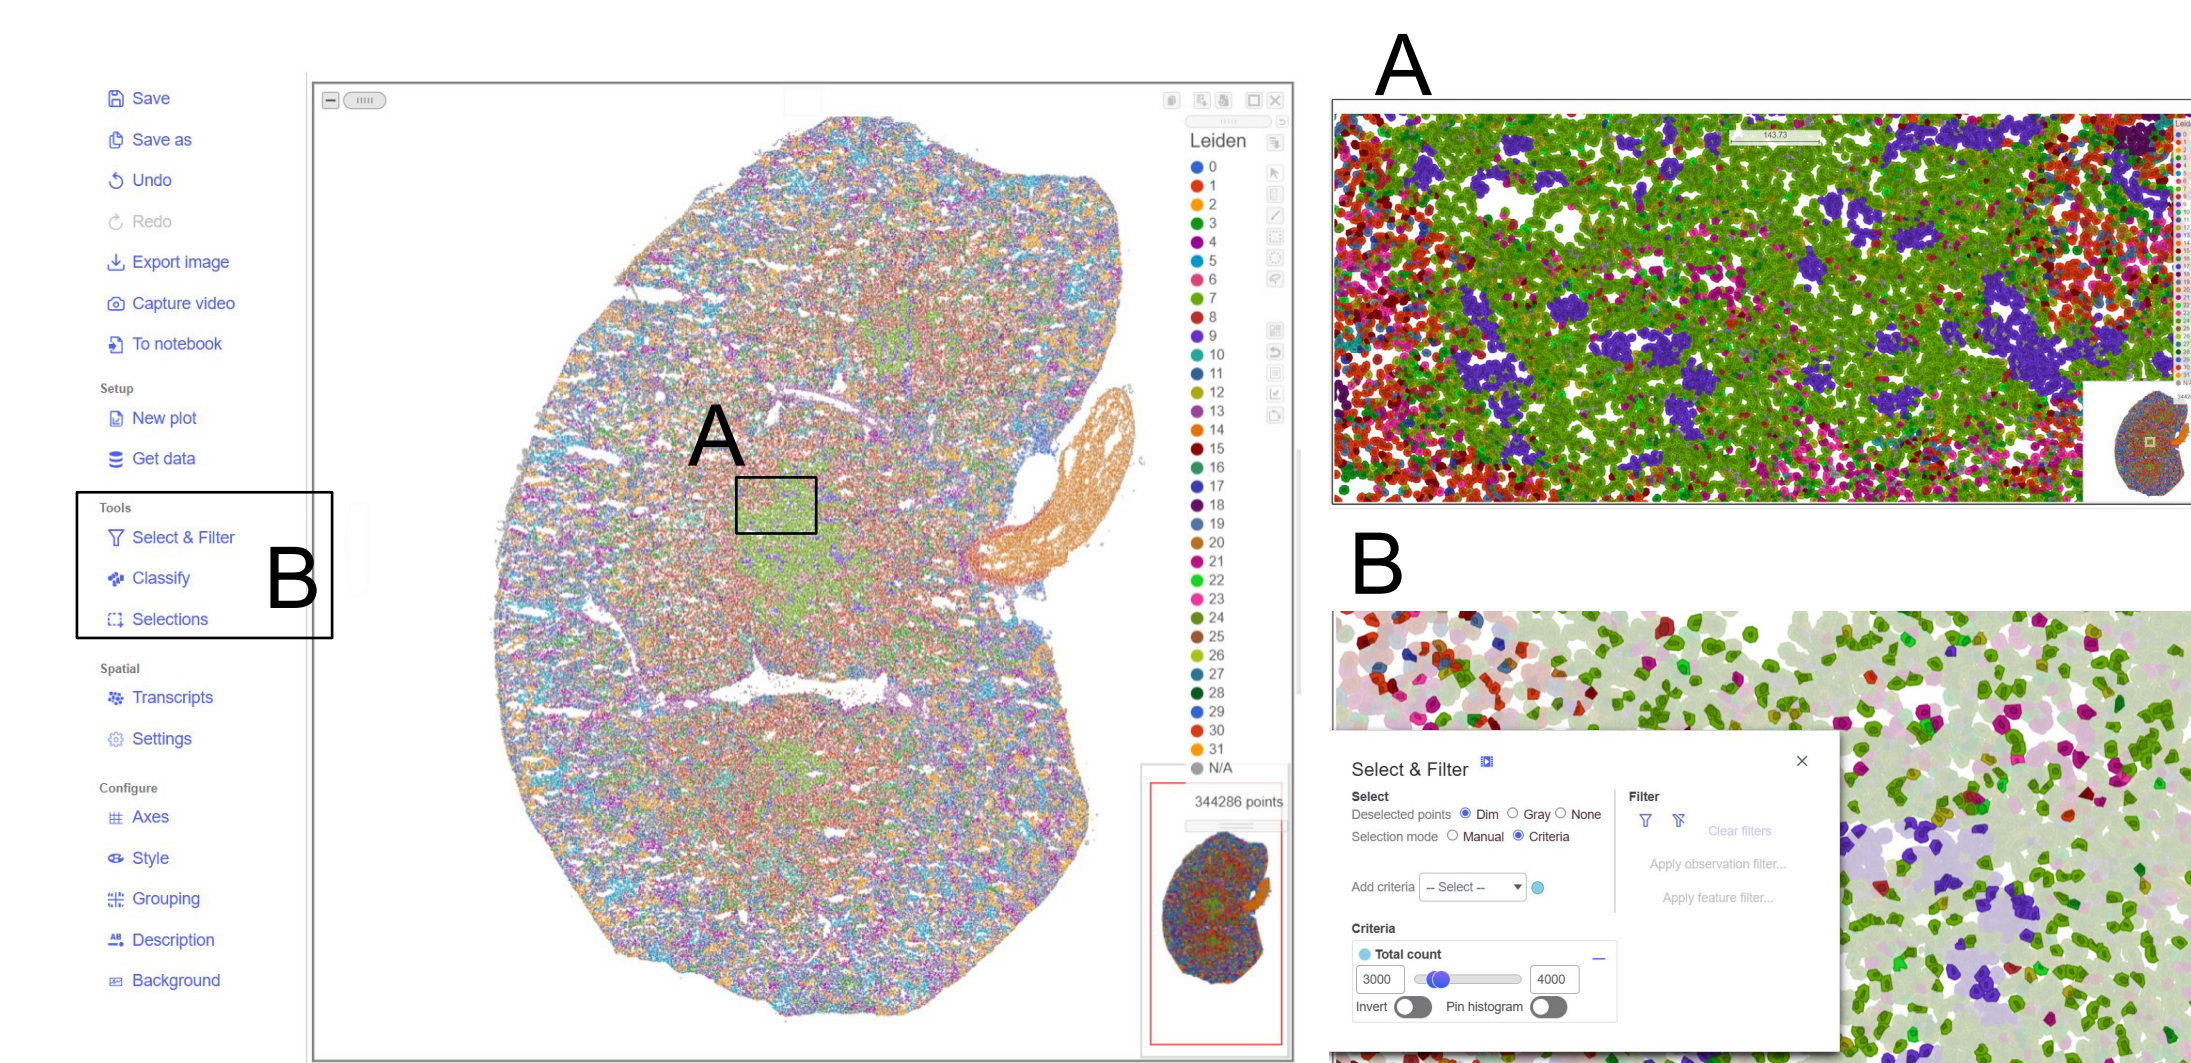 Save
Save as
Undo
Redo
Export image
Capture video
To notebook
Setup
New plot
Get data
Tools
Select & Filter
Classify
Selections
B
Spatial
Transcripts
Settings
Configure
Axes
Style
Grouping
Description
Background
A
Leiden
0
1
2
3
4
5
6
7
8
9
10
11
12
13
14
15
16
17
18
19
20
21
22
23
24
25
26
27
28
29
30
31
N/A
344286 points
A
143.73
B
Select & Filter
Select
Deselected points Dim Gray None
Selection mode Manual Criteria
Add criteria -- Select --
Criteria
Total count
3000 4000
Invert Pin histogram
Filter
Clear filters
Apply observation filter...
Apply feature filter...